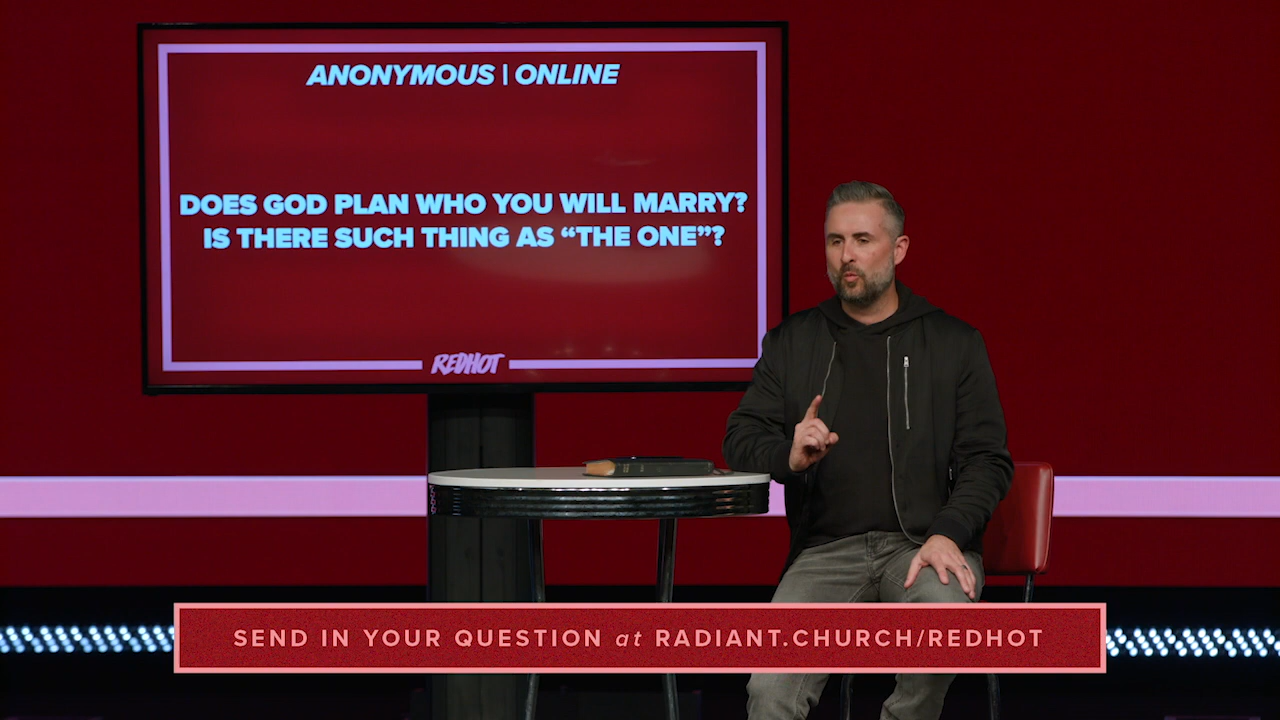 ANONYMOUS | ONLINE
DOES GOD PLAN WHO YOU WILL MARRY?
IS THERE SUCH THING AS “THE ONE”?
REDHOT
SEND IN YOUR QUESTION at RADIANT.CHURCH/REDHOT